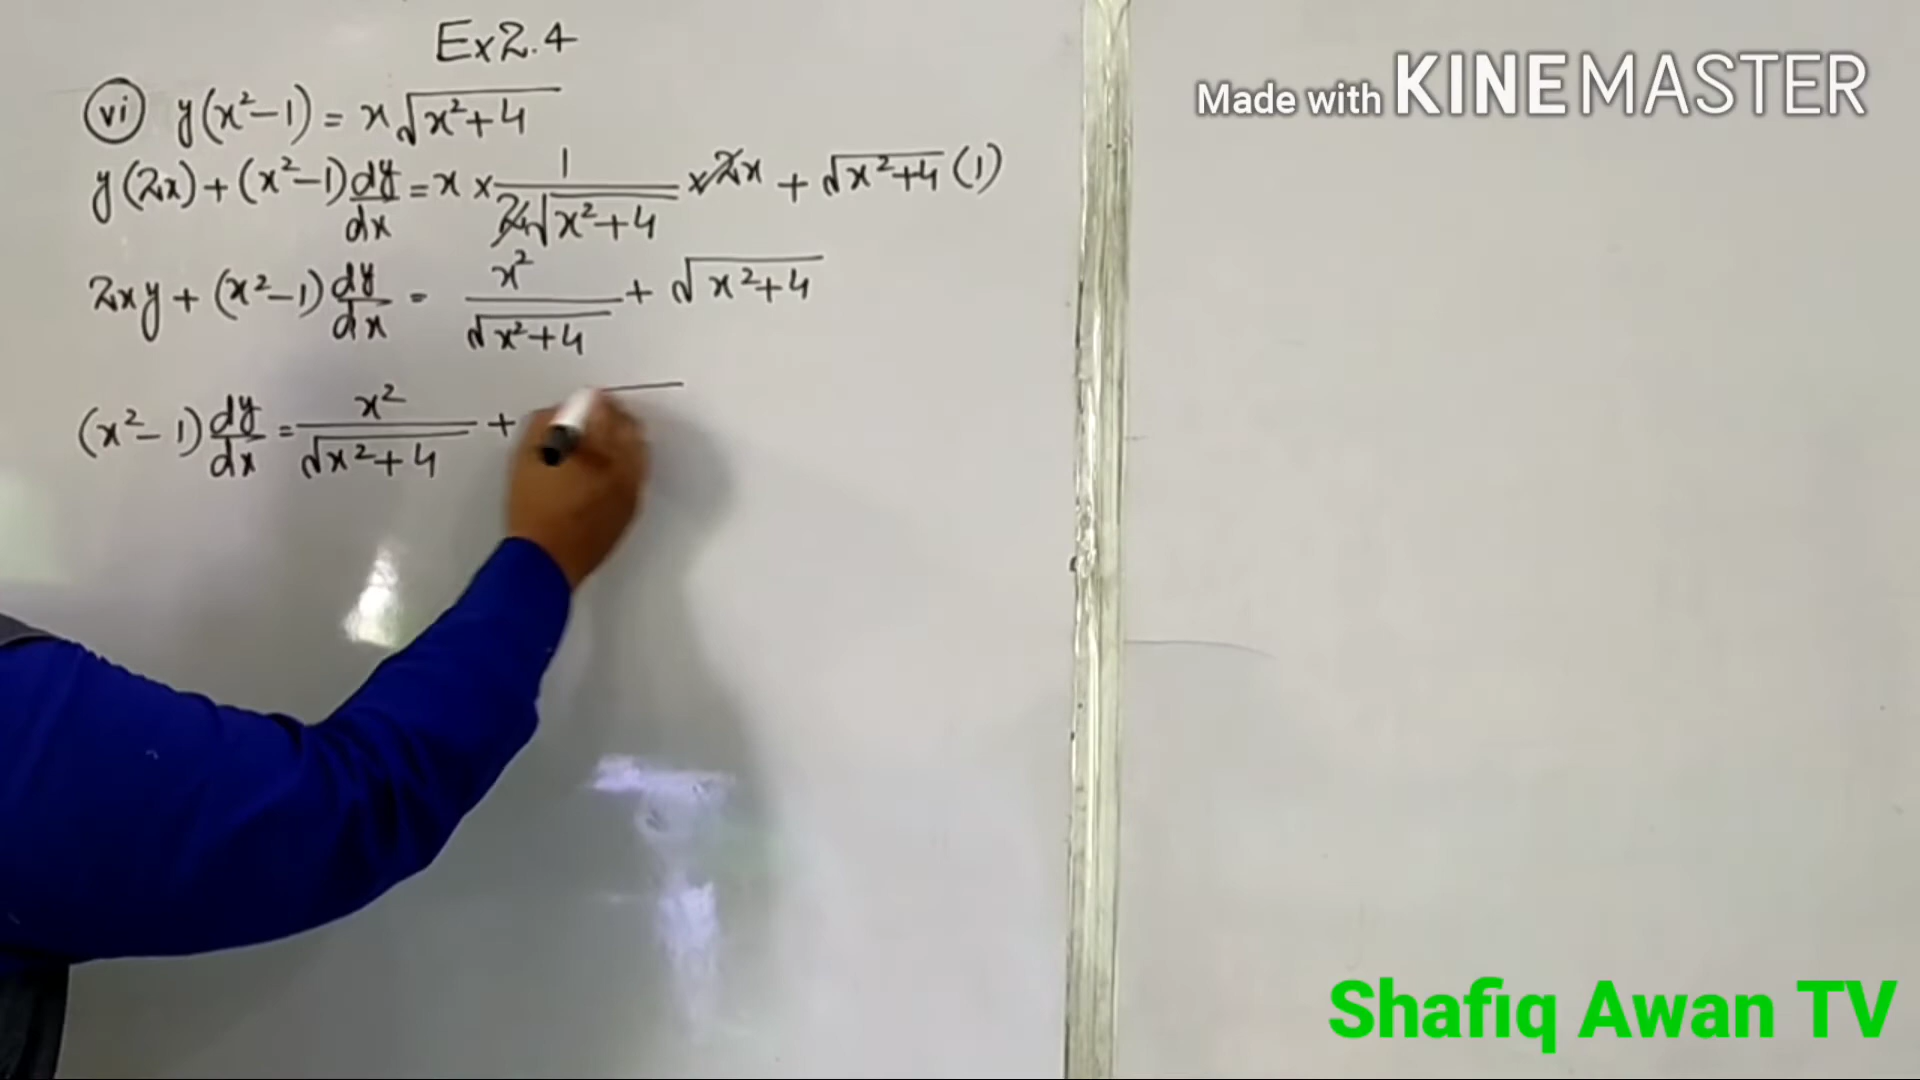 Ex2.4
(vi) y(x²-1) = x√(x²+4)
y(2x) + (x²-1) dy/dx = x × 1/(2√(x²+4)) × 2x + √(x²+4) (1)
2xy + (x²-1) dy/dx = x²/√(x²+4) + √(x²+4)
(x²-1) dy/dx = x²/√(x²+4) +
Made with KINEMASTER
Shafiq Awan TV